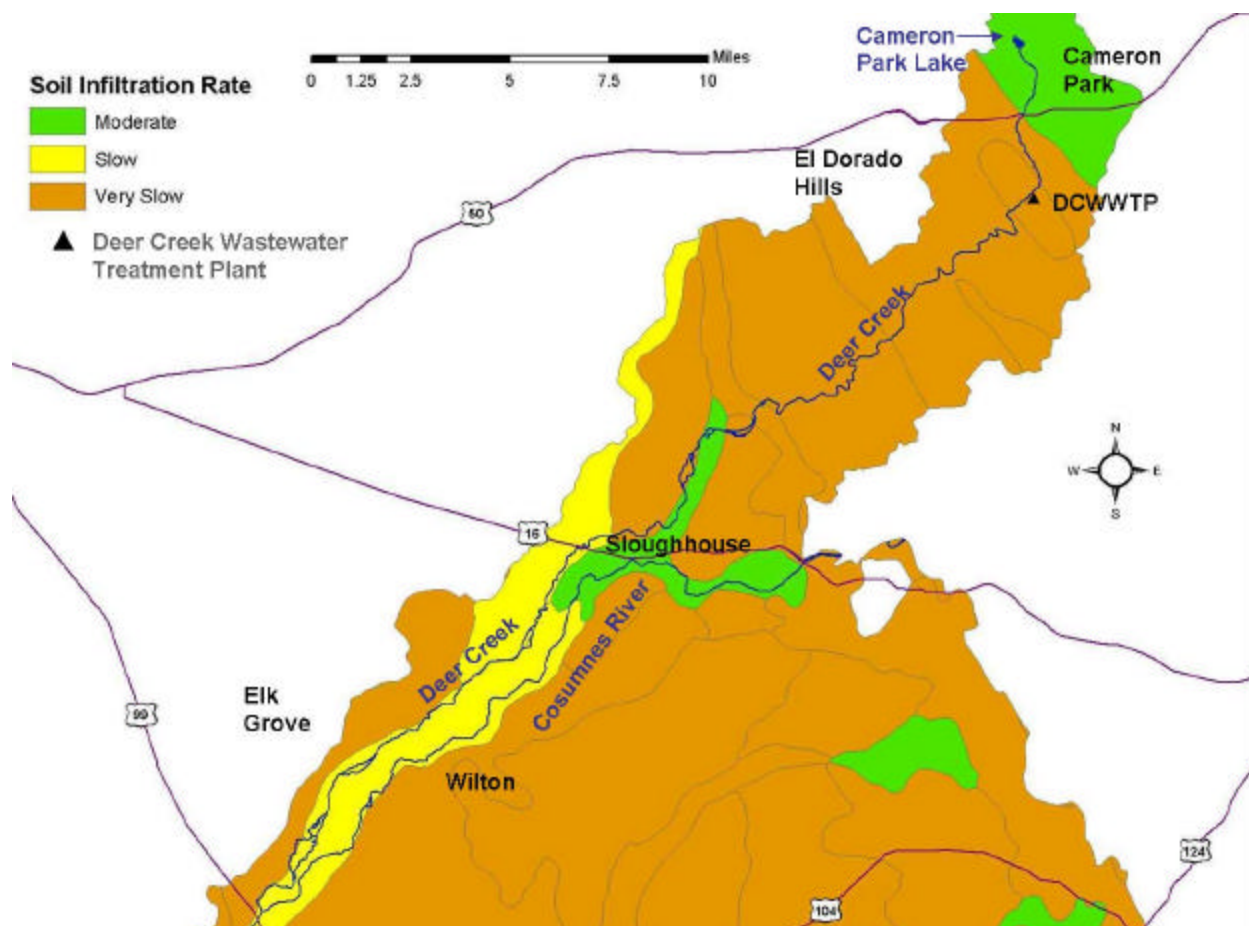 Soil Infiltration Rate
Moderate
Slow
Very Slow
Deer Creek Wastewater
Treatment Plant
Miles
0 1.25 2.5 5 7.5 10
Cameron
Park Lake
Cameron
Park
El Dorado
Hills
DCWWTP
50
Deer Creek
N
W E
S
16
Sloughhouse
Deer Creek
Cosumnes River
Elk
Grove
99
Wilton
124
104